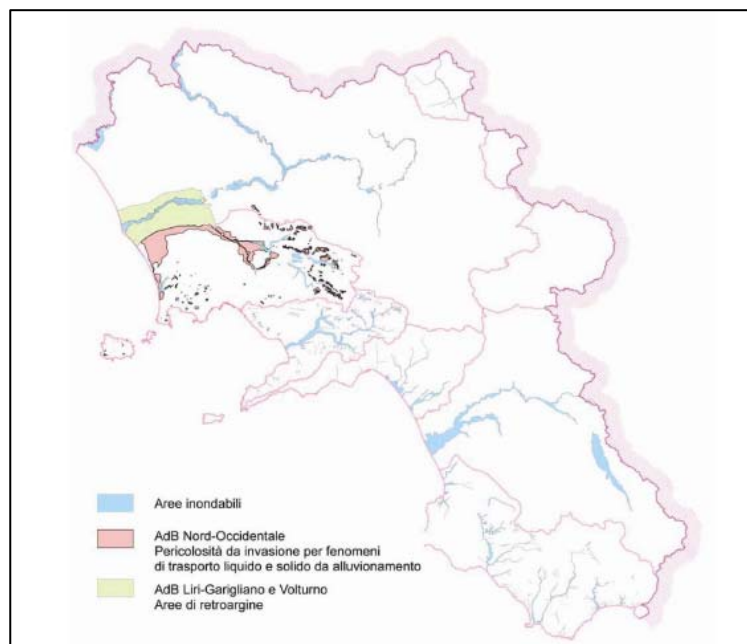 Aree inondabili
AdB Nord-Occidentale
Pericolosità da invasione per fenomeni
di trasporto liquido e solido da alluvionamento
AdB Liri-Garigliano e Volturno
Aree di retroargine